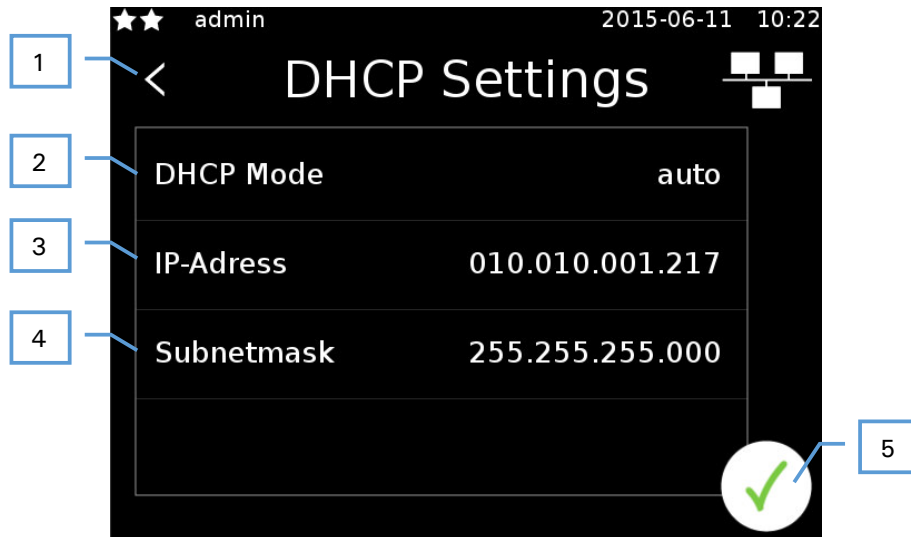 admin 2015-06-11 10:22
1
DHCP Settings
2
DHCP Mode auto
3
IP-Adress 010.010.001.217
4
Subnetmask 255.255.255.000
5